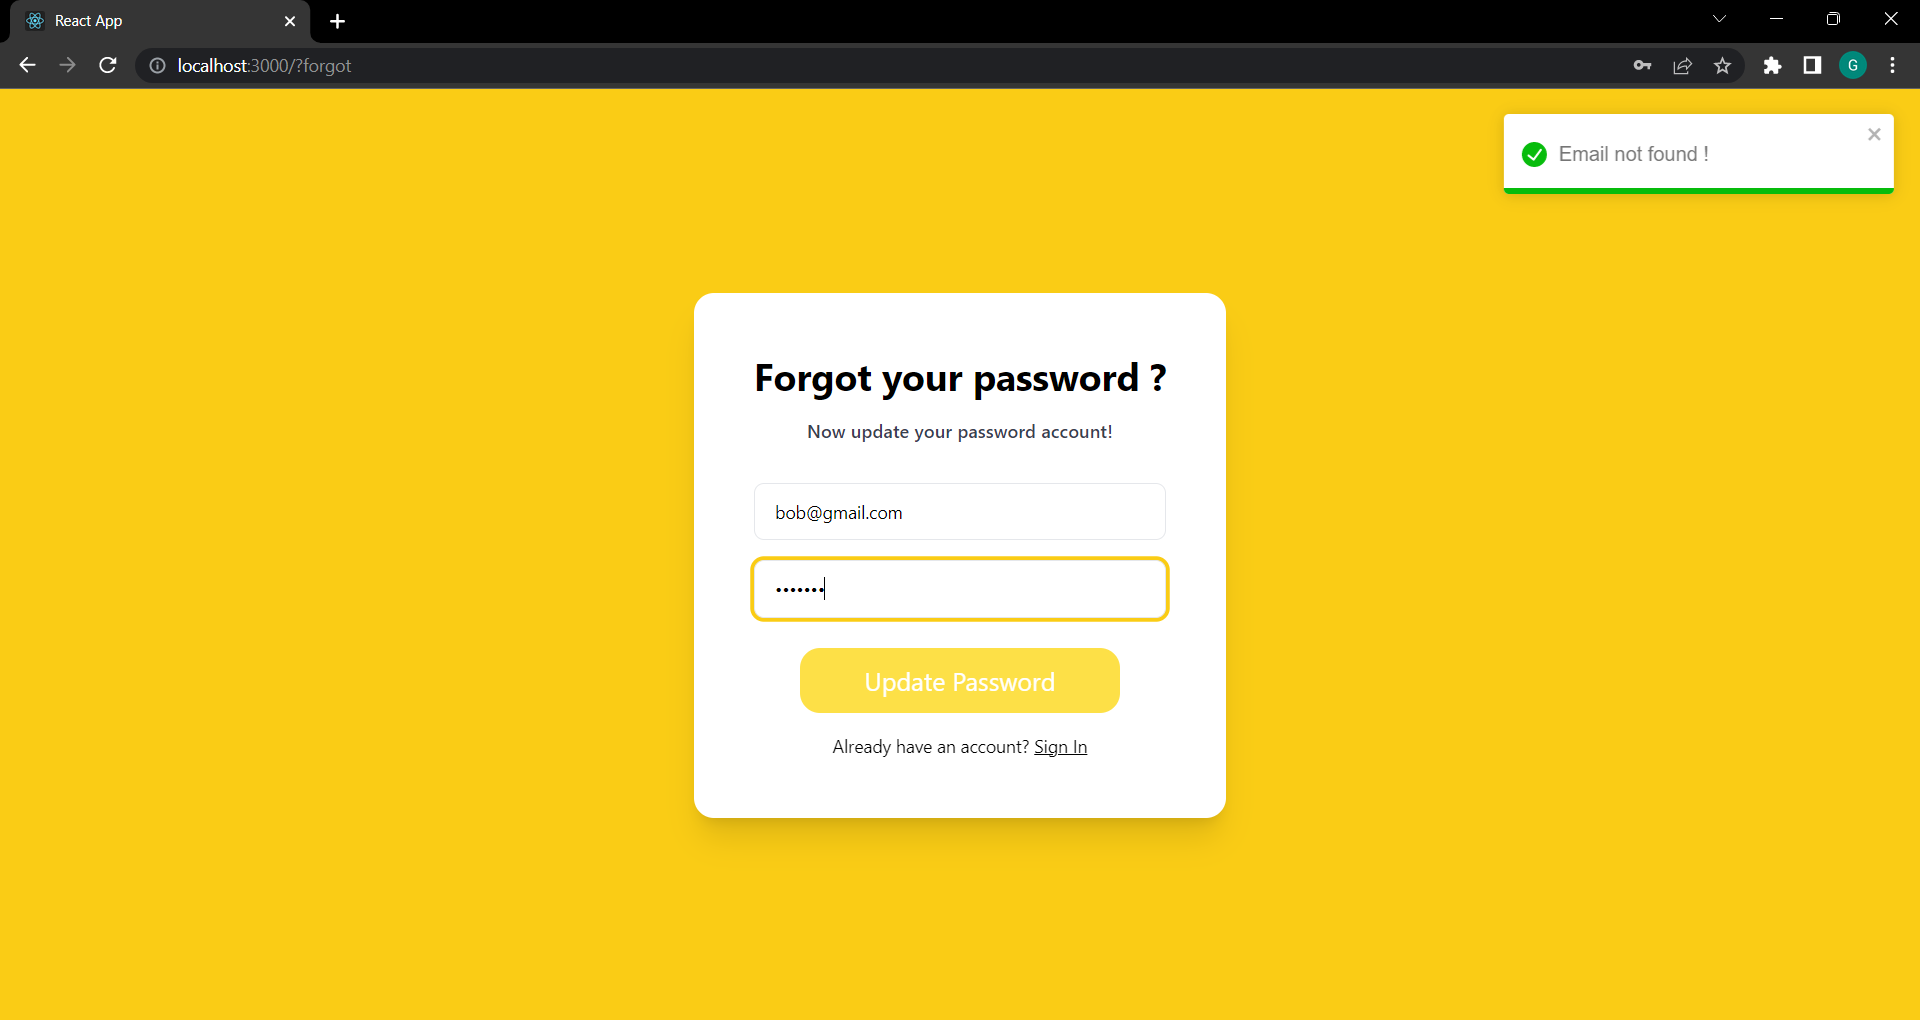 React App
localhost:3000/?forgot
G
Email not found !
Forgot your password ?
Now update your password account!
bob@gmail.com
•••••••
Update Password
Already have an account? Sign In